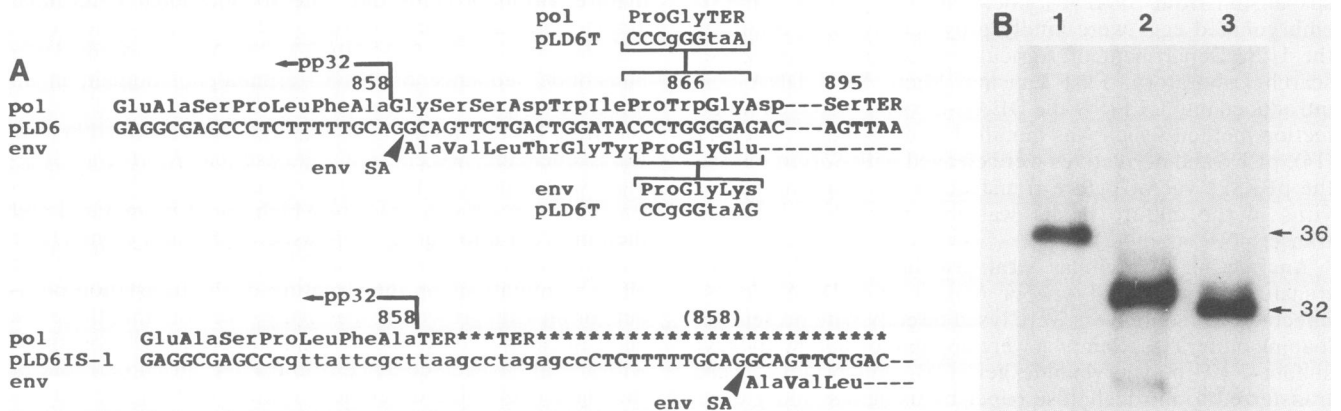 A
pol ProGlyTER
pLD6T CCCgGGtaA
←pp32
858 866 895
pol GluAlaSerProLeuPheAlaGlySerSerAspTrpIleProTrpGlyAsp---SerTER
pLD6 GAGGCGAGCCCTCTTTTTGCAGGCAGTTCTGACTGGATACCCTGGGGAGAC---AGTTAA
env AlaValLeuThrGlyTyrProGlyGlu----------
env SA
env ProGlyLys
pLD6T CCgGGtaAG
←pp32
858 (858)
pol GluAlaSerProLeuPheAlaTER***TER**************************
pLD6IS-1 GAGGCGAGCCCgttattcgcttaagcctagagccCTCTTTTTGCAGGCAGTTCTGAC--
env AlaValLeu----
env SA
B 1 2 3
←36
←32